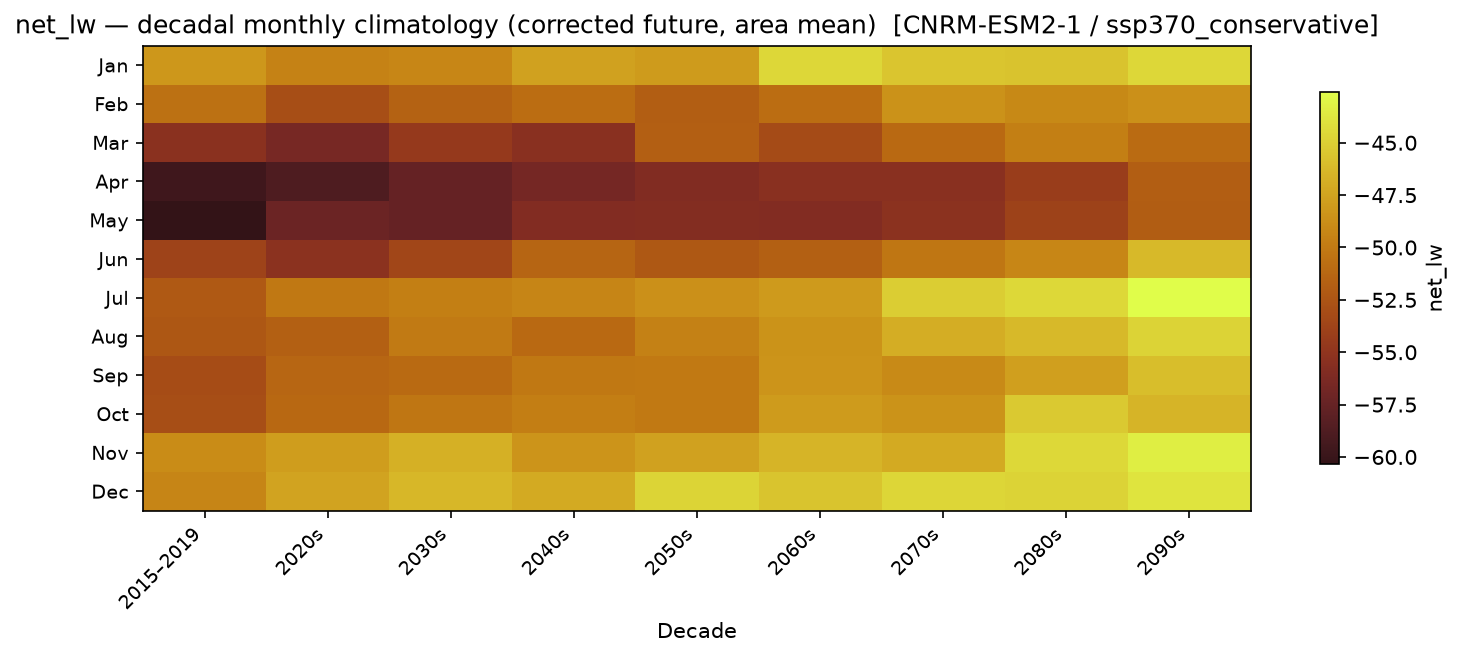 net_lw — decadal monthly climatology (corrected future, area mean)  [CNRM-ESM2-1 / ssp370_conservative]
Jan
Feb
Mar
Apr
May
Jun
Jul
Aug
Sep
Oct
Nov
Dec
2015–2019
2020s
2030s
2040s
2050s
2060s
2070s
2080s
2090s
Decade
−45.0
−47.5
−50.0
−52.5
−55.0
−57.5
−60.0
net_lw